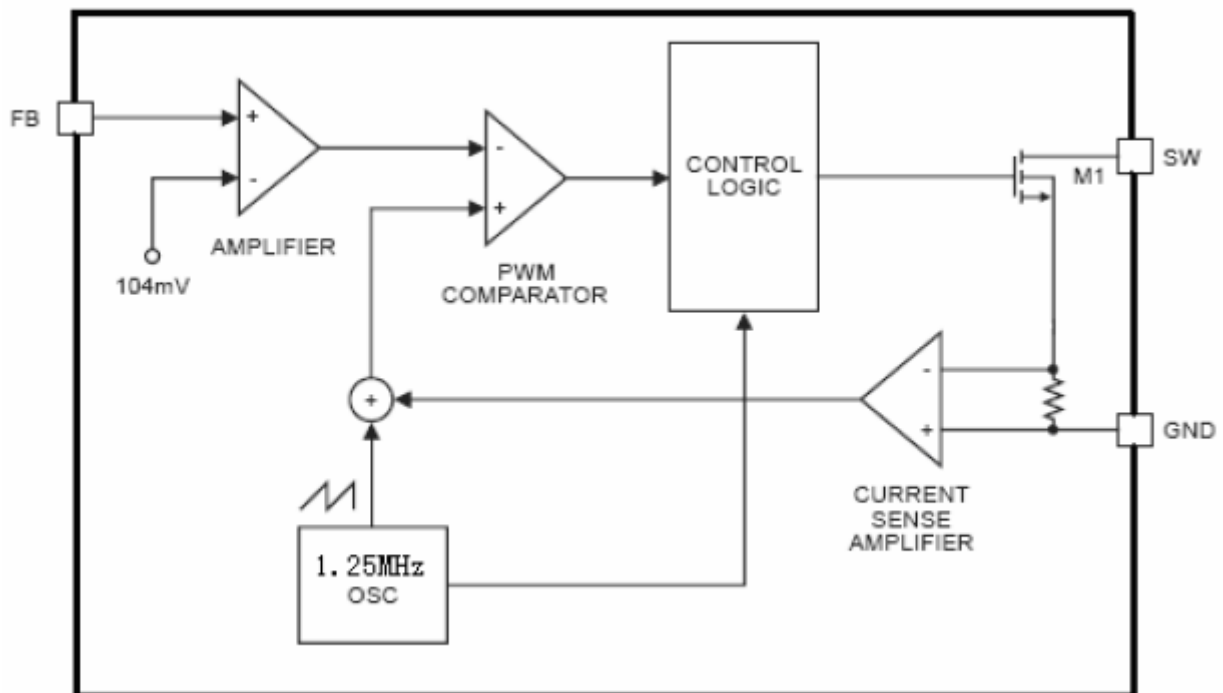 FB
+
-
104mV
AMPLIFIER
-
+
PWM
COMPARATOR
CONTROL
LOGIC
M1
SW
+
-
+
GND
CURRENT
SENSE
AMPLIFIER
1.25MHz
OSC